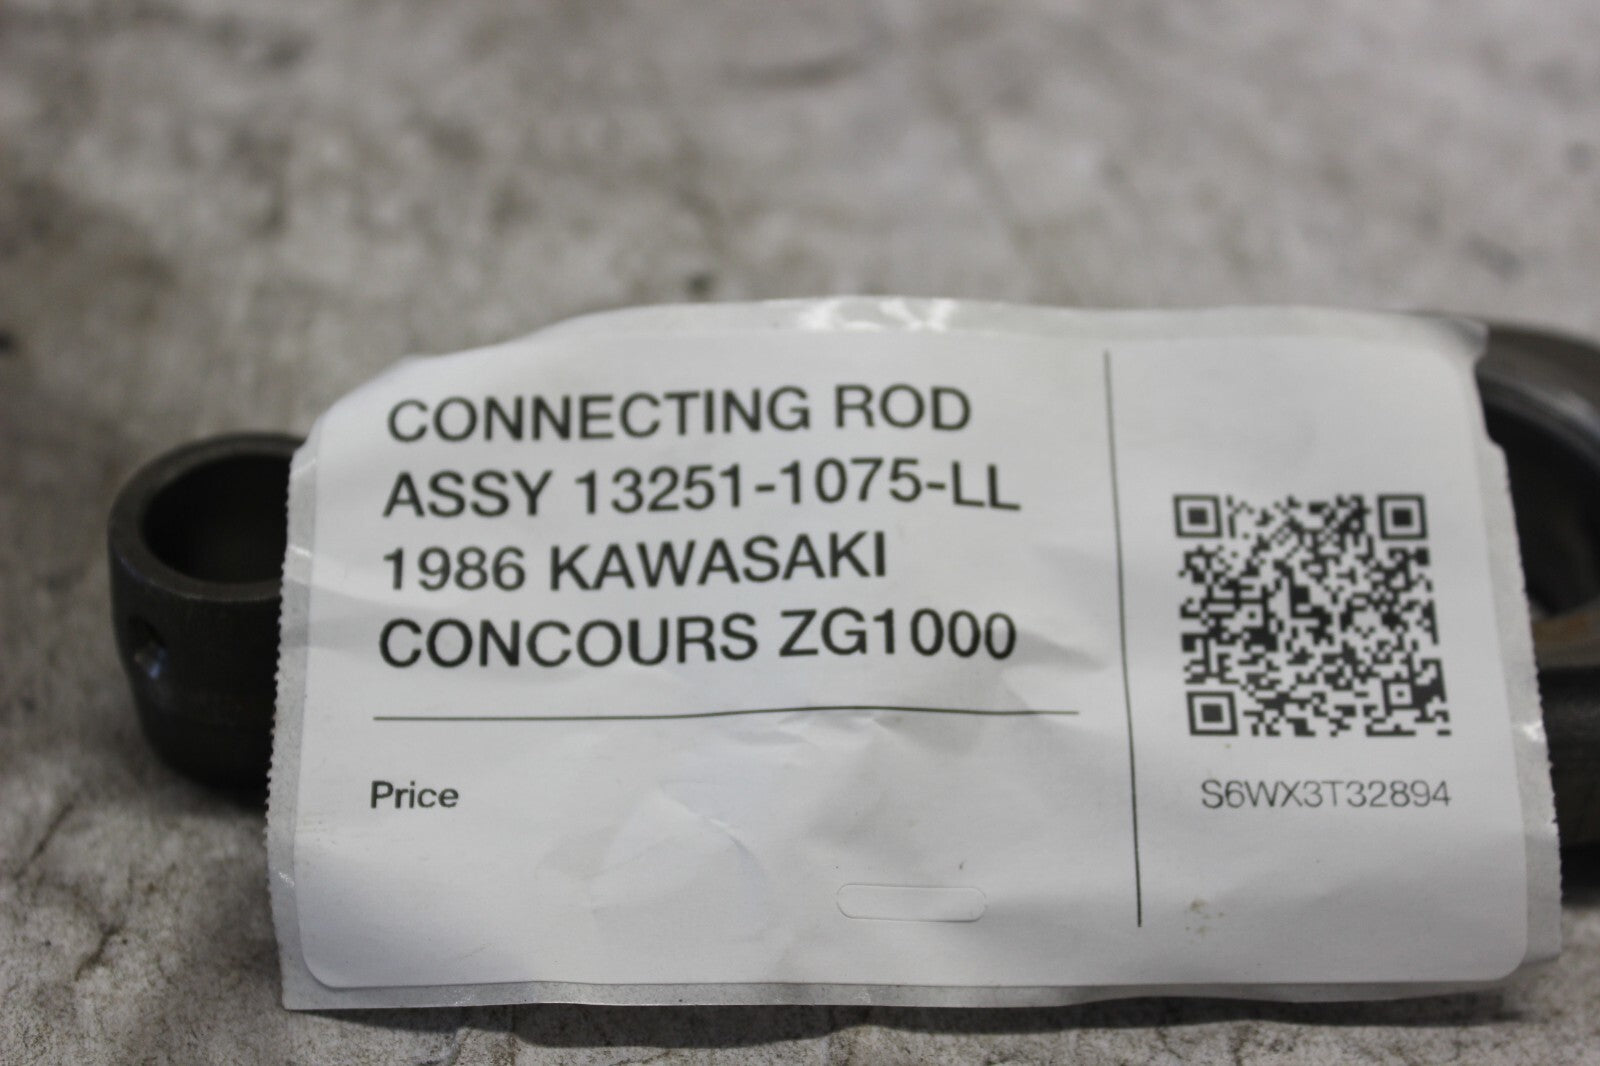 CONNECTING ROD
ASSY 13251-1075-LL
1986 KAWASAKI
CONCOURS ZG1000
Price
S6WX3T32894